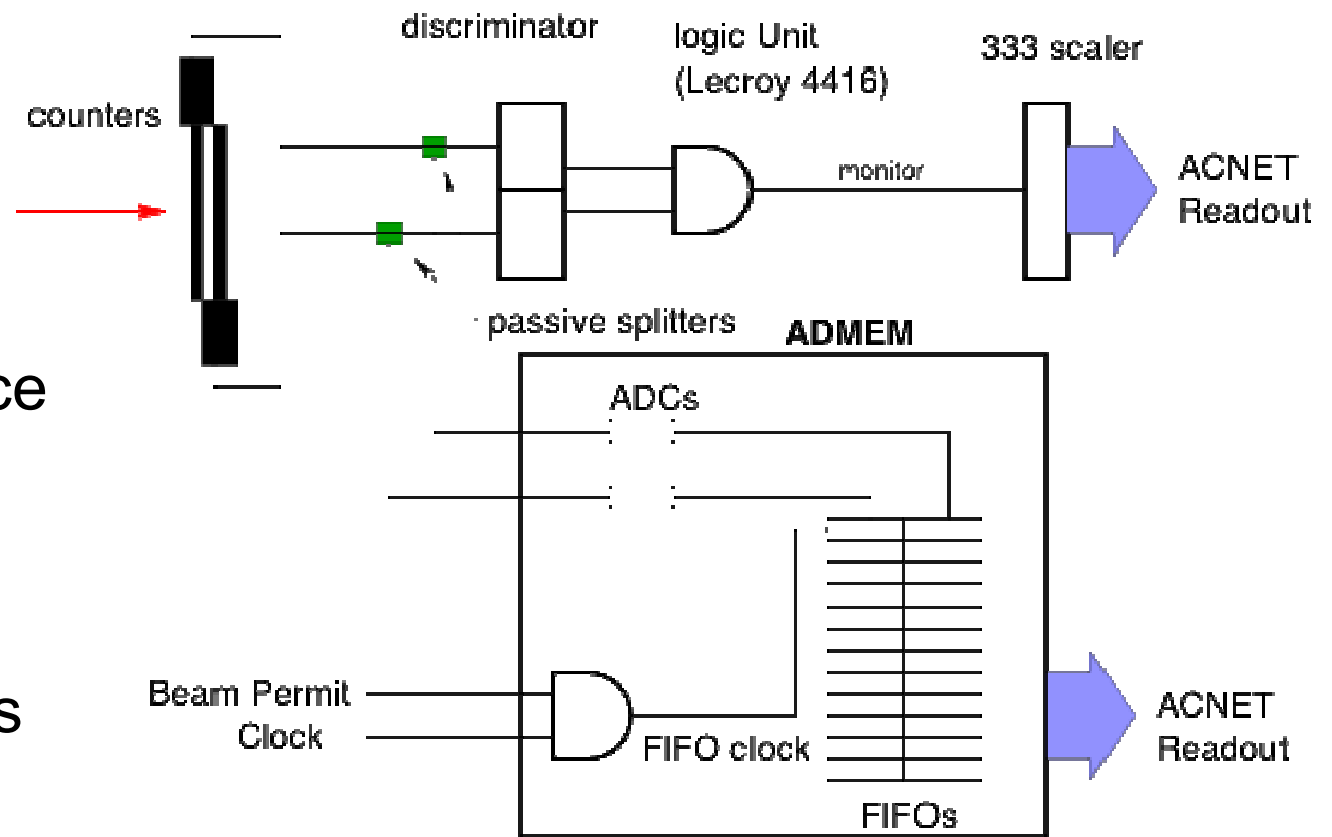 discriminator
logic Unit
(Lecroy 4416)
333 scaler
counters
monitor
ACNET
Readout
passive splitters
ADMEM
ce
ADCs
Beam Permit
Clock
s
FIFO clock
ACNET
Readout
FIFOs